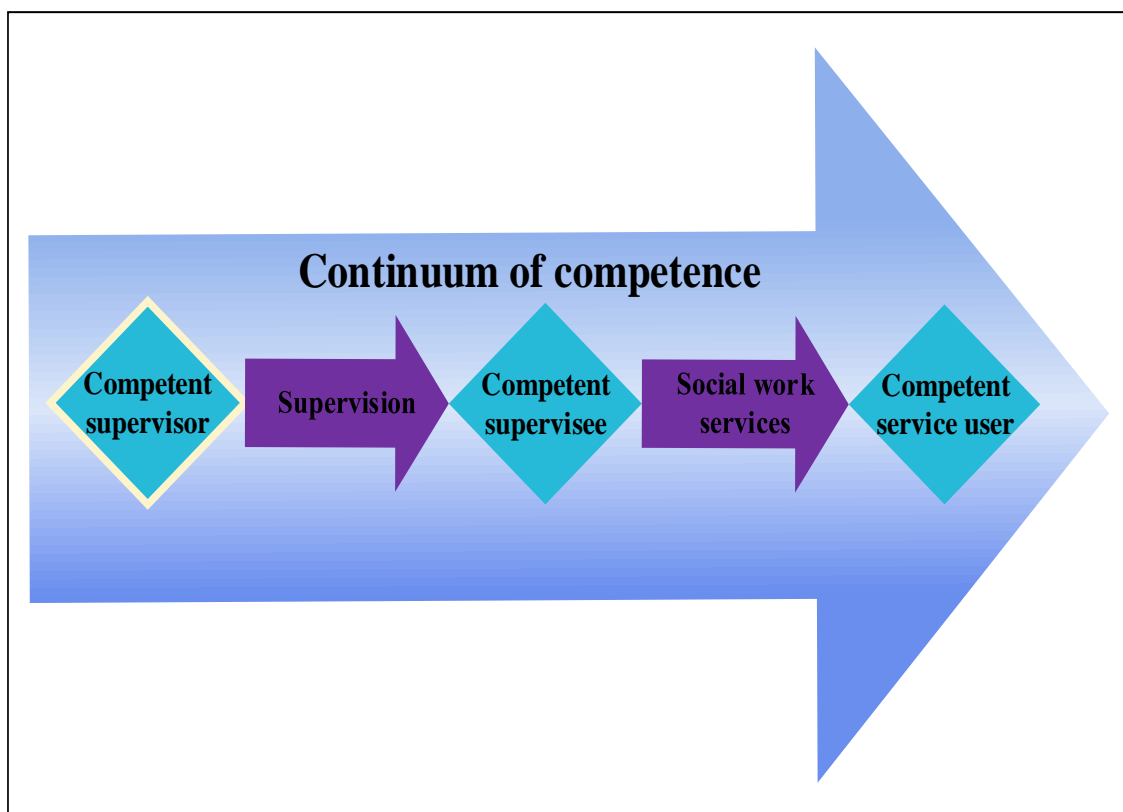 Continuum of competence
Competent
supervisor
Supervision
Competent
supervisee
Social work
services
Competent
service user